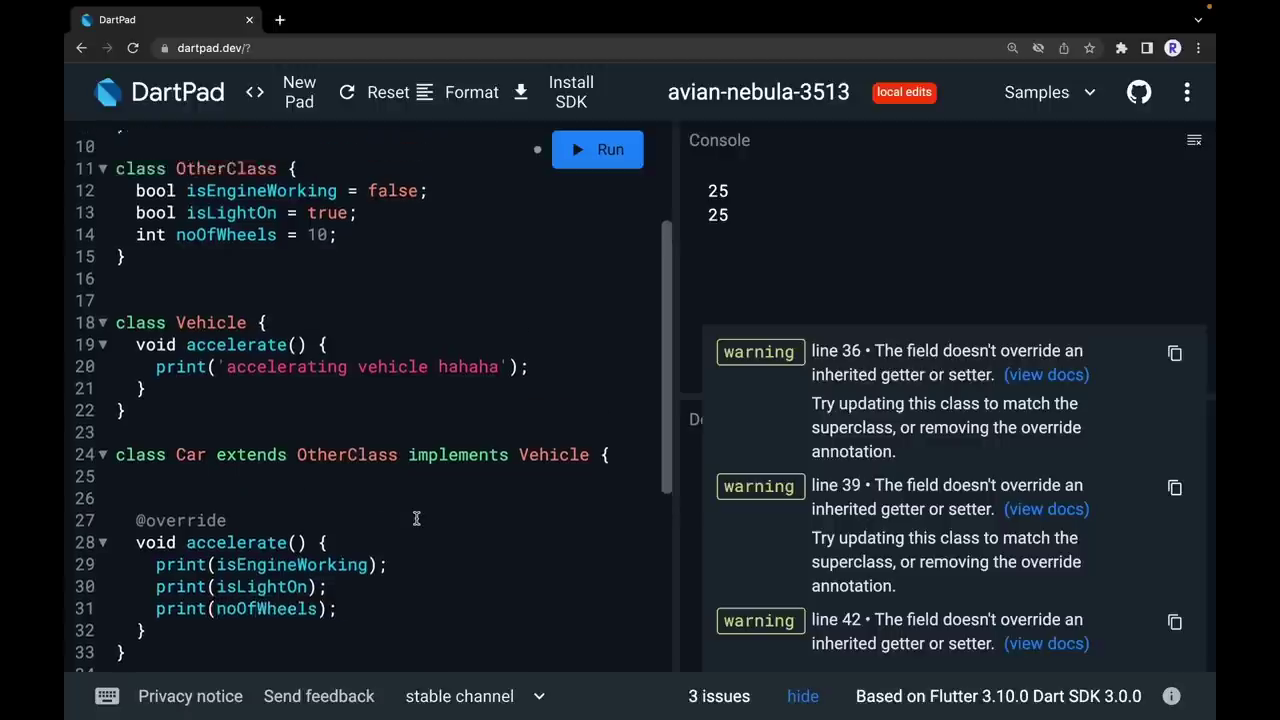 DartPad
dartpad.dev/?
R
DartPad
<> New Pad
Reset
Format
Install SDK
avian-nebula-3513
local edits
Samples
10
11 class OtherClass {
12 bool isEngineWorking = false;
13 bool isLightOn = true;
14 int noOfWheels = 10;
15 }
16
17
18 class Vehicle {
19 void accelerate() {
20 print('accelerating vehicle hahaha');
21 }
22 }
23
24 class Car extends OtherClass implements Vehicle {
25
26
27 @override
28 void accelerate() {
29 print(isEngineWorking);
30 print(isLightOn);
31 print(noOfWheels);
32 }
33 }
Run
Console
25
25
warning line 36 • The field doesn't override an
inherited getter or setter. (view docs)
Try updating this class to match the
superclass, or removing the override
annotation.
warning line 39 • The field doesn't override an
inherited getter or setter. (view docs)
Try updating this class to match the
superclass, or removing the override
annotation.
warning line 42 • The field doesn't override an
inherited getter or setter. (view docs)
Privacy notice
Send feedback
stable channel
3 issues
hide
Based on Flutter 3.10.0 Dart SDK 3.0.0